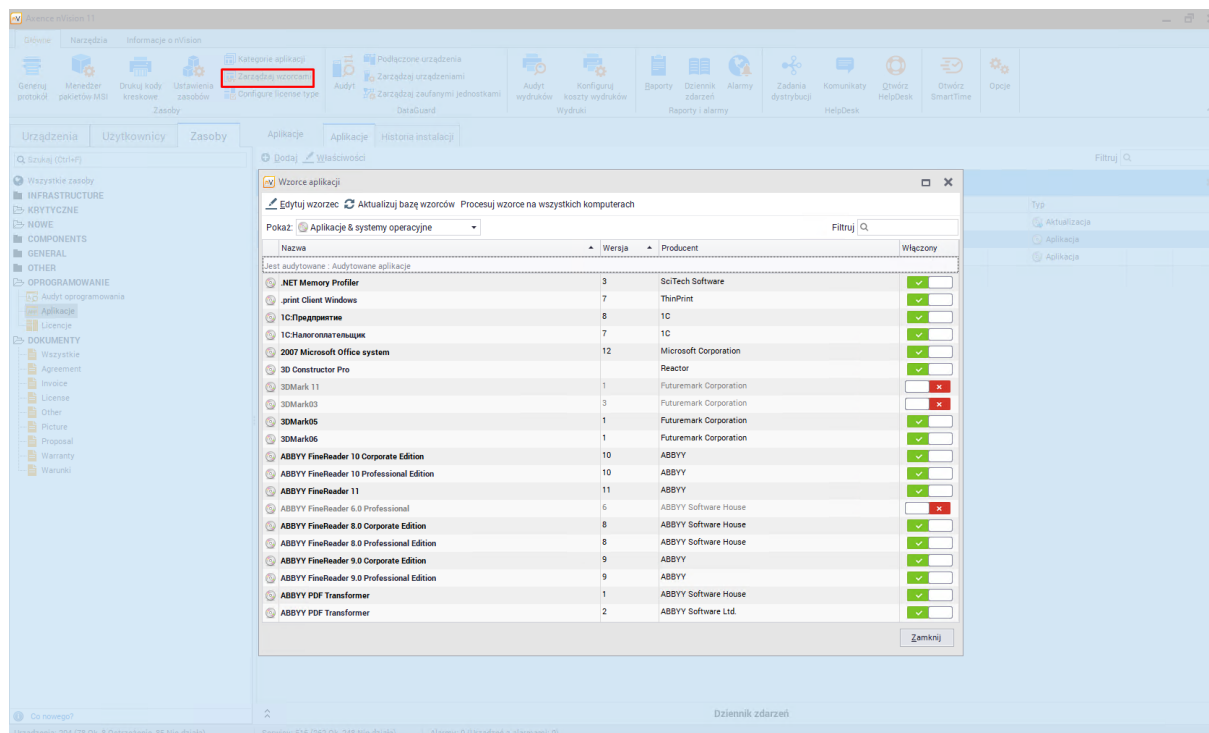 Axence nVision 11
Główne Narzędzia Informacje o nVision
Generuj protokół
Menedżer pakietów MSI
Drukuj kody kreskowe
Ustawienia zasobów
Kategorie aplikacji
Zarządzaj wzorcami
Configure license type
Zasoby
Audyt
Podłączone urządzenia
Zarządzaj urządzeniami
Zarządzaj zaufanymi jednostkami
DataGuard
Audyt wydruków
Konfiguruj koszty wydruków
Wydruki
Raporty
Dziennik zdarzeń
Alarmy
Raporty i alarmy
Zadania dystrybucji
Komunikaty
Otwórz HelpDesk
HelpDesk
Otwórz SmartTime
Opcje
Urządzenia Użytkownicy Zasoby
Aplikacje Aplikacje Historia instalacji
Szukaj (Ctrl+F)
Dodaj Właściwości Filtruj
Wszystkie zasoby
INFRASTRUCTURE
KRYTYCZNE
NOWE
COMPONENTS
GENERAL
OTHER
OPROGRAMOWANIE
Audyt oprogramowania
Aplikacje
Licencje
DOKUMENTY
Wszystkie
Agreement
Invoice
License
Other
Picture
Proposal
Warranty
Warunki
Typ
Aktualizacja
Aplikacja
Aplikacja
Wzorce aplikacji
Edytuj wzorzec Aktualizuj bazę wzorców Procesuj wzorce na wszystkich komputerach
Pokaż: Aplikacje & systemy operacyjne Filtruj
Nazwa Wersja Producent Włączony
Jest audytowane : Audytowane aplikacje
.NET Memory Profiler 3 SciTech Software
.print Client Windows 7 ThinPrint
1С:Предприятие 8 1C
1С:Налогоплательщик 7 1C
2007 Microsoft Office system 12 Microsoft Corporation
3D Constructor Pro Reactor
3DMark 11 1 Futuremark Corporation
3DMark03 3 Futuremark Corporation
3DMark05 1 Futuremark Corporation
3DMark06 1 Futuremark Corporation
ABBYY FineReader 10 Corporate Edition 10 ABBYY
ABBYY FineReader 10 Professional Edition 10 ABBYY
ABBYY FineReader 11 11 ABBYY
ABBYY FineReader 6.0 Professional 6 ABBYY Software House
ABBYY FineReader 8.0 Corporate Edition 8 ABBYY Software House
ABBYY FineReader 8.0 Professional Edition 8 ABBYY Software House
ABBYY FineReader 9.0 Corporate Edition 9 ABBYY
ABBYY FineReader 9.0 Professional Edition 9 ABBYY
ABBYY PDF Transformer 1 ABBYY Software House
ABBYY PDF Transformer 2 ABBYY Software Ltd.
Zamknij
Co nowego?
Dziennik zdarzeń